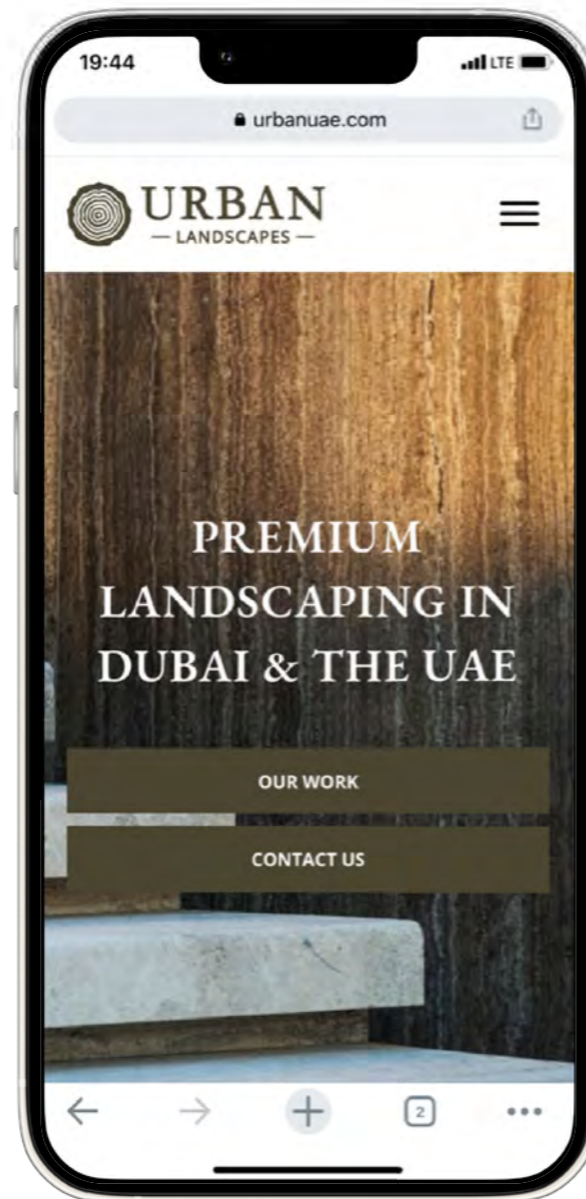 19:44
LTE
urbanuae.com
URBAN
— LANDSCAPES —
PREMIUM
LANDSCAPING IN
DUBAI & THE UAE
OUR WORK
CONTACT US
2